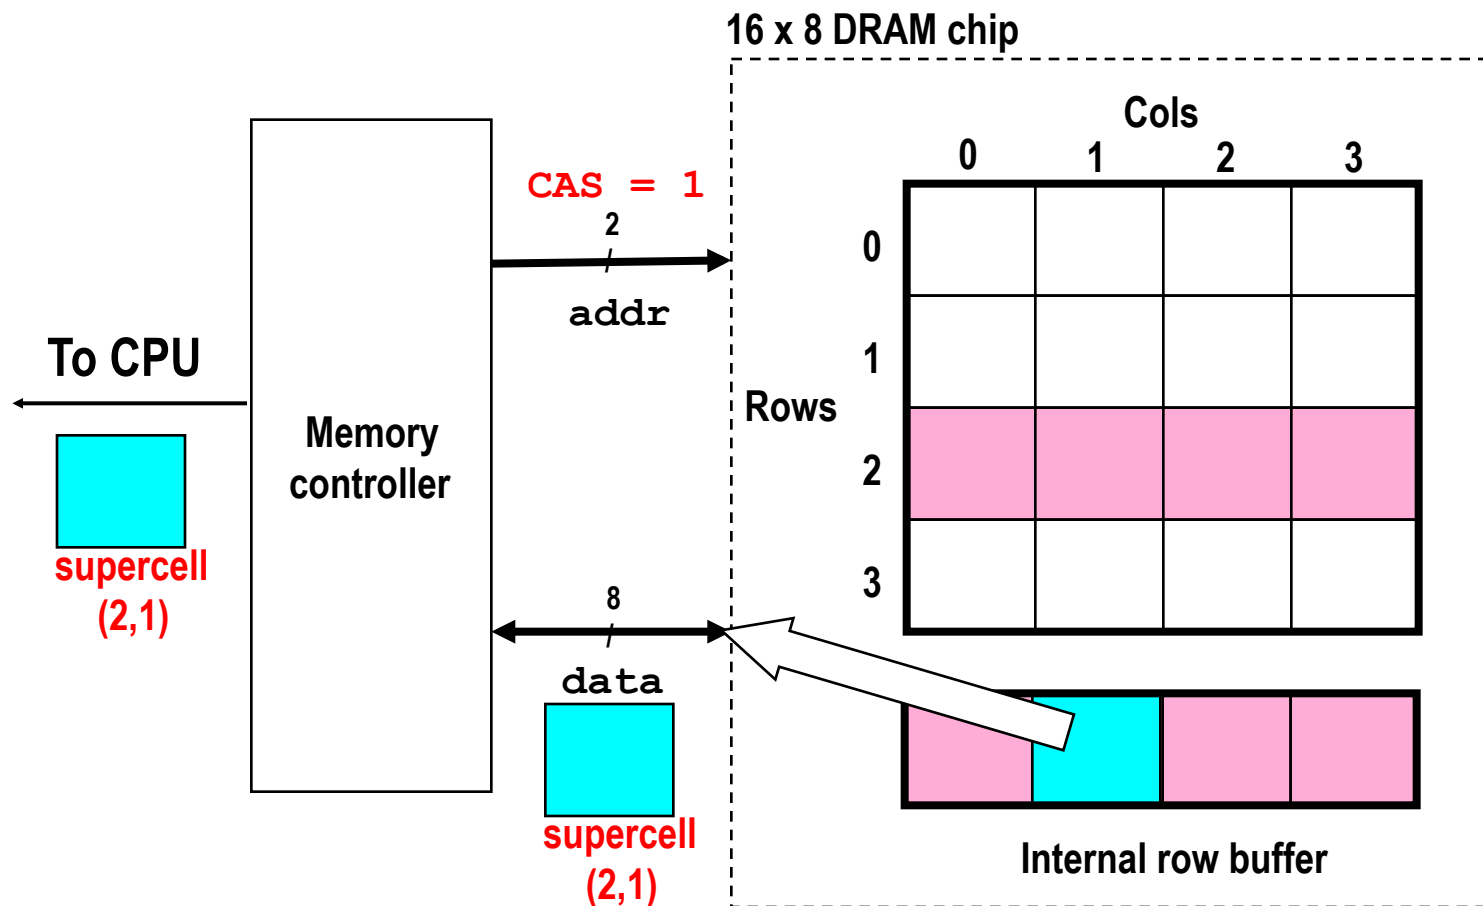 16 x 8 DRAM chip
Cols
0 1 2 3
CAS = 1
2
addr
0
1
Rows
2
3
To CPU
Memory
controller
supercell
(2,1)
8
data
supercell
(2,1)
Internal row buffer